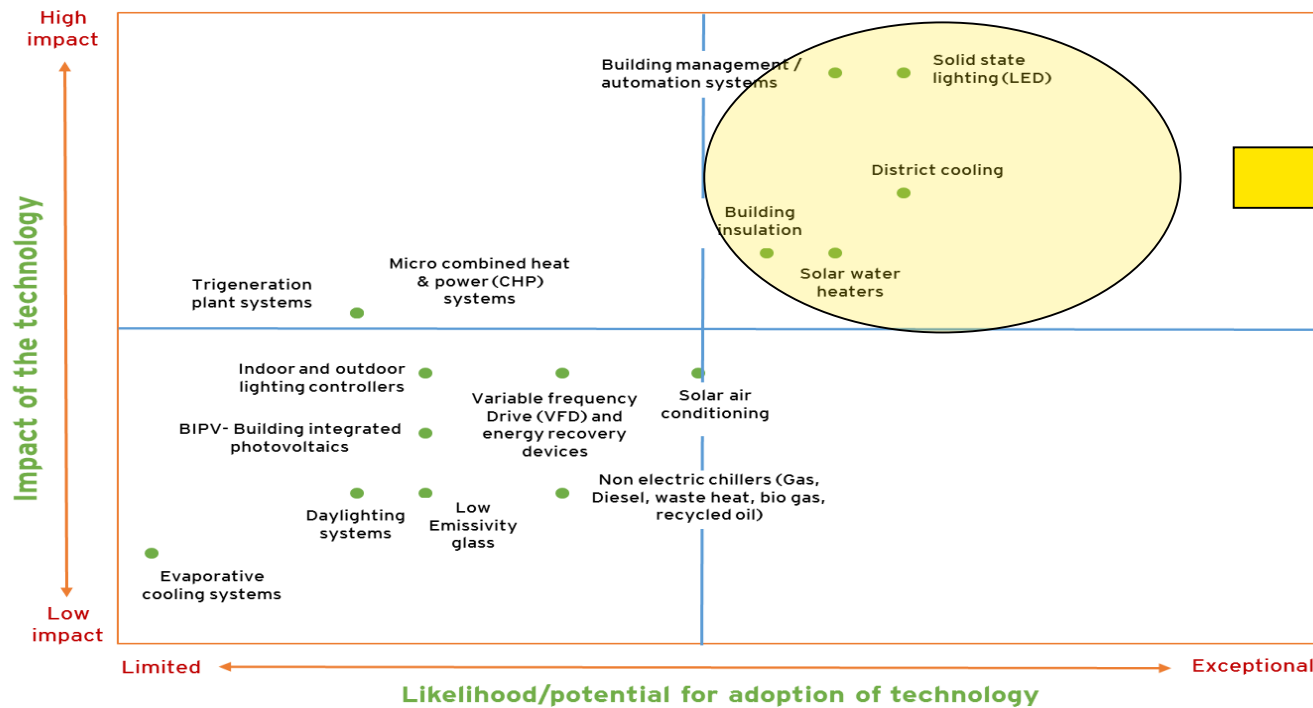 High
impact
Building management /
automation systems
Solid state
lighting (LED)
District cooling
Building
insulation
Solar water
heaters
Trigeneration
plant systems
Micro combined heat
& power (CHP)
systems
Impact of the technology
Indoor and outdoor
lighting controllers
Variable frequency
Drive (VFD) and
energy recovery
devices
Solar air
conditioning
BIPV- Building integrated
photovoltaics
Non electric chillers (Gas,
Diesel, waste heat, bio gas,
recycled oil)
Daylighting
systems
Low
Emissivity
glass
Evaporative
cooling systems
Low
impact
Limited
Exceptional
Likelihood/potential for adoption of technology